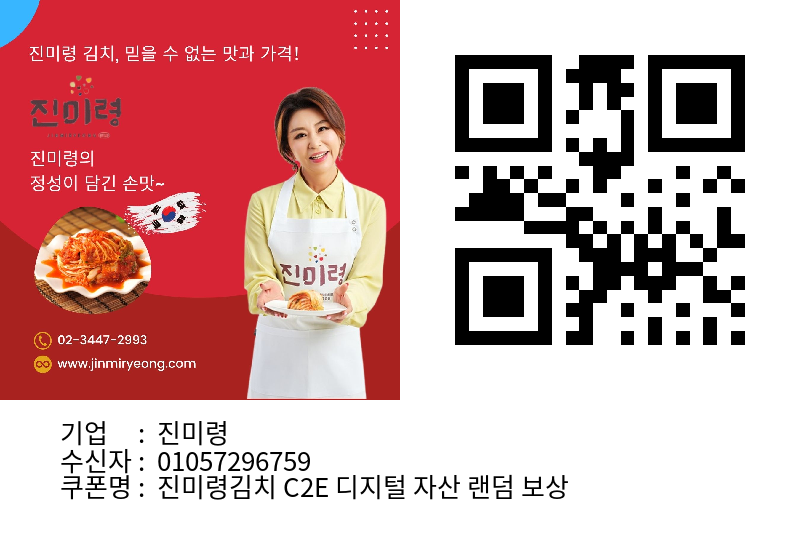 진미령 김치, 믿을 수 없는 맛과 가격!
진미령
진미령의
정성이 담긴 손맛~
진미령
02-3447-2993
www.jinmiryeong.com
기업 : 진미령
수신자 : 01057296759
쿠폰명 : 진미령김치 C2E 디지털 자산 랜덤 보상